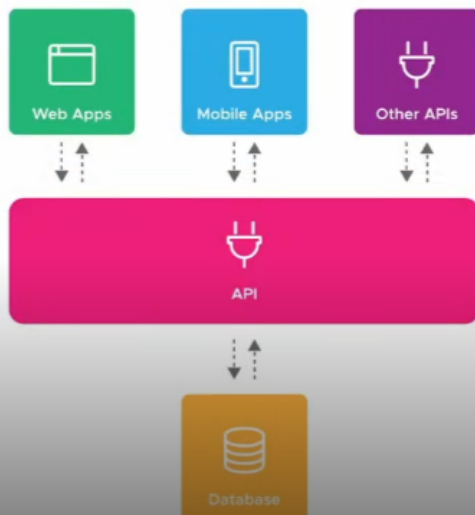 Web Apps
Mobile Apps
Other APIs
API
Database